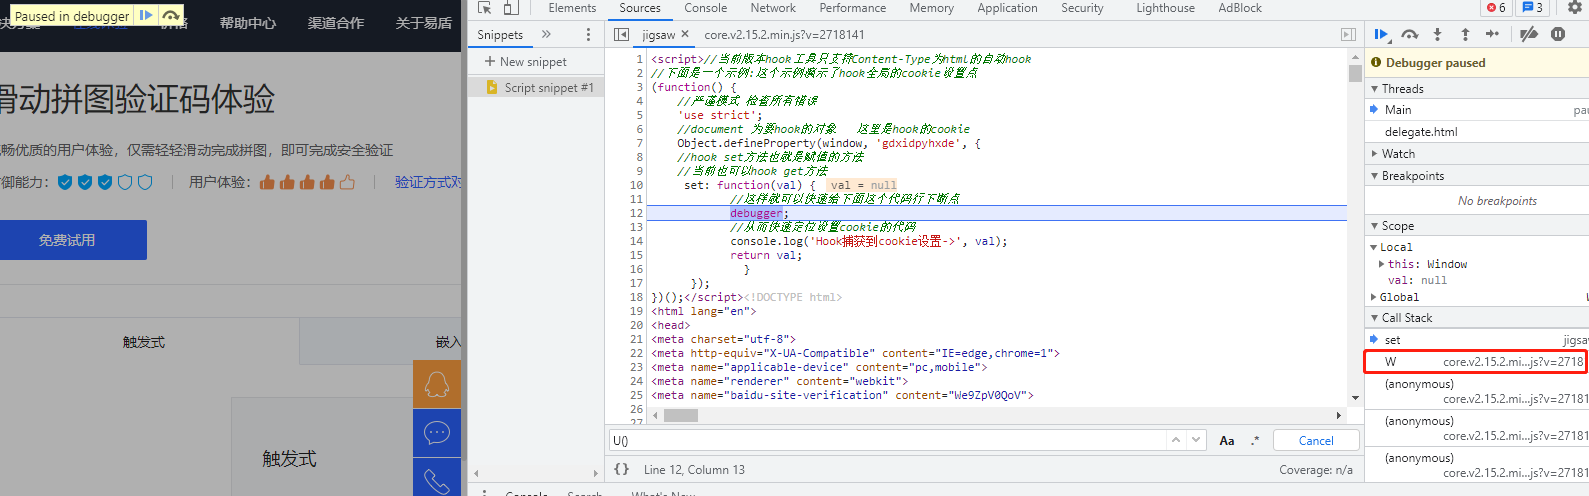 Paused in debugger
决方案 在线体验 价格 帮助中心 渠道合作 关于易盾
滑动拼图验证码体验
畅优质的用户体验，仅需轻轻滑动完成拼图，即可完成安全验证
御能力: 用户体验: 验证方式对
免费试用
触发式 嵌入
触发式
Elements Sources Console Network Performance Memory Application Security Lighthouse AdBlock 6 3
Snippets »
New snippet
Script snippet #1
jigsaw × core.v2.15.2.min.js?v=2718141
1 <script>//当前版本hook工具只支持Content-Type为html的自动hook
2 //下面是一个示例:这个示例演示了hook全局的cookie设置点
3 (function() {
4 //严谨模式 检查所有错误
5 'use strict';
6 //document 为要hook的对象 这里是hook的cookie
7 Object.defineProperty(window, 'gdxidpyhxde', {
8 //hook set方法也就是赋值的方法
9 //当前也可以hook get方法
10 set: function(val) { val = null
11 //这样就可以快速给下面这个代码行下断点
12 debugger;
13 //从而快速定位设置cookie的代码
14 console.log('Hook捕获到cookie设置->', val);
15 return val;
16 }
17 });
18 })();</script><!DOCTYPE html>
19 <html lang="en">
20 <head>
21 <meta charset="utf-8">
22 <meta http-equiv="X-UA-Compatible" content="IE=edge,chrome=1">
23 <meta name="applicable-device" content="pc,mobile">
24 <meta name="renderer" content="webkit">
25 <meta name="baidu-site-verification" content="We9ZpV0QoV">
26
27
U() Aa .* Cancel
{} Line 12, Column 13 Coverage: n/a
Console Search What's New
Debugger paused
Threads
Main pau
delegate.html
Watch
Breakpoints
No breakpoints
Scope
Local
this: Window
val: null
Global
Call Stack
set jigsaw
W core.v2.15.2.mi…js?v=2718
(anonymous)
core.v2.15.2.mi…js?v=27181
(anonymous)
core.v2.15.2.mi…js?v=27181
(anonymous)
core.v2.15.2.mi…js?v=27181